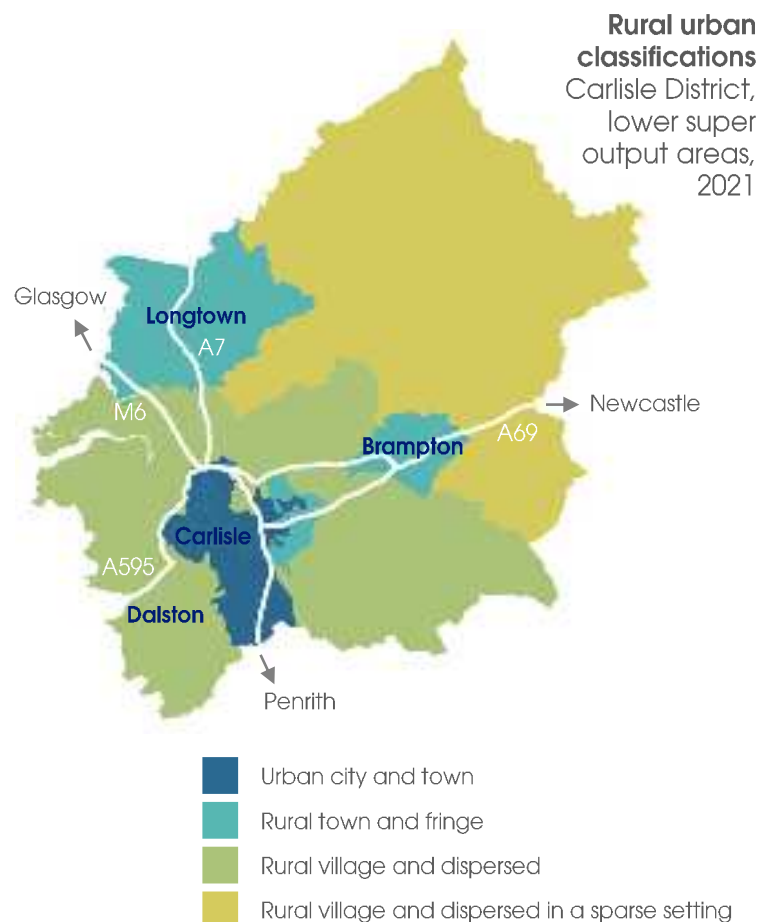 Rural urban
classifications
Carlisle District,
lower super
output areas,
2021
Glasgow
Longtown
A7
M6
Newcastle
A69
Brampton
Carlisle
A595
Dalston
Penrith
Urban city and town
Rural town and fringe
Rural village and dispersed
Rural village and dispersed in a sparse setting